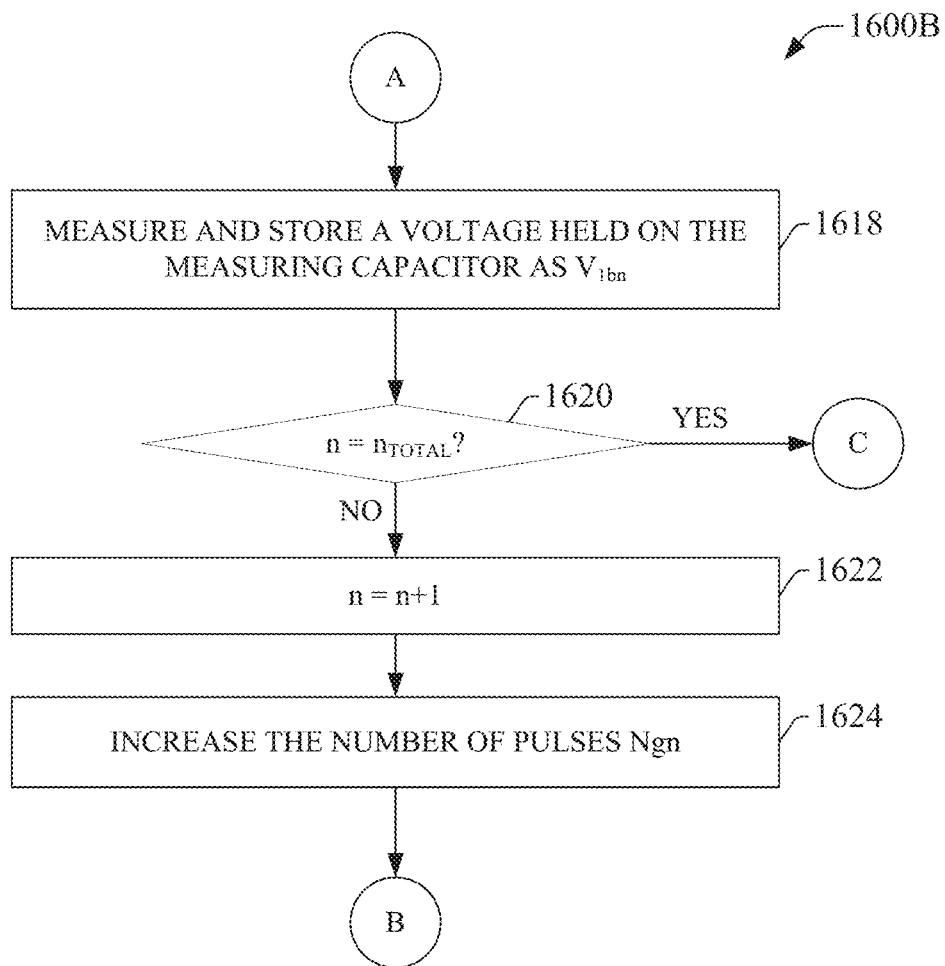 1600B
A
MEASURE AND STORE A VOLTAGE HELD ON THE
MEASURING CAPACITOR AS V1bn
1618
1620
n = nTOTAL?
YES
C
NO
n = n+1
1622
INCREASE THE NUMBER OF PULSES Ngn
1624
B